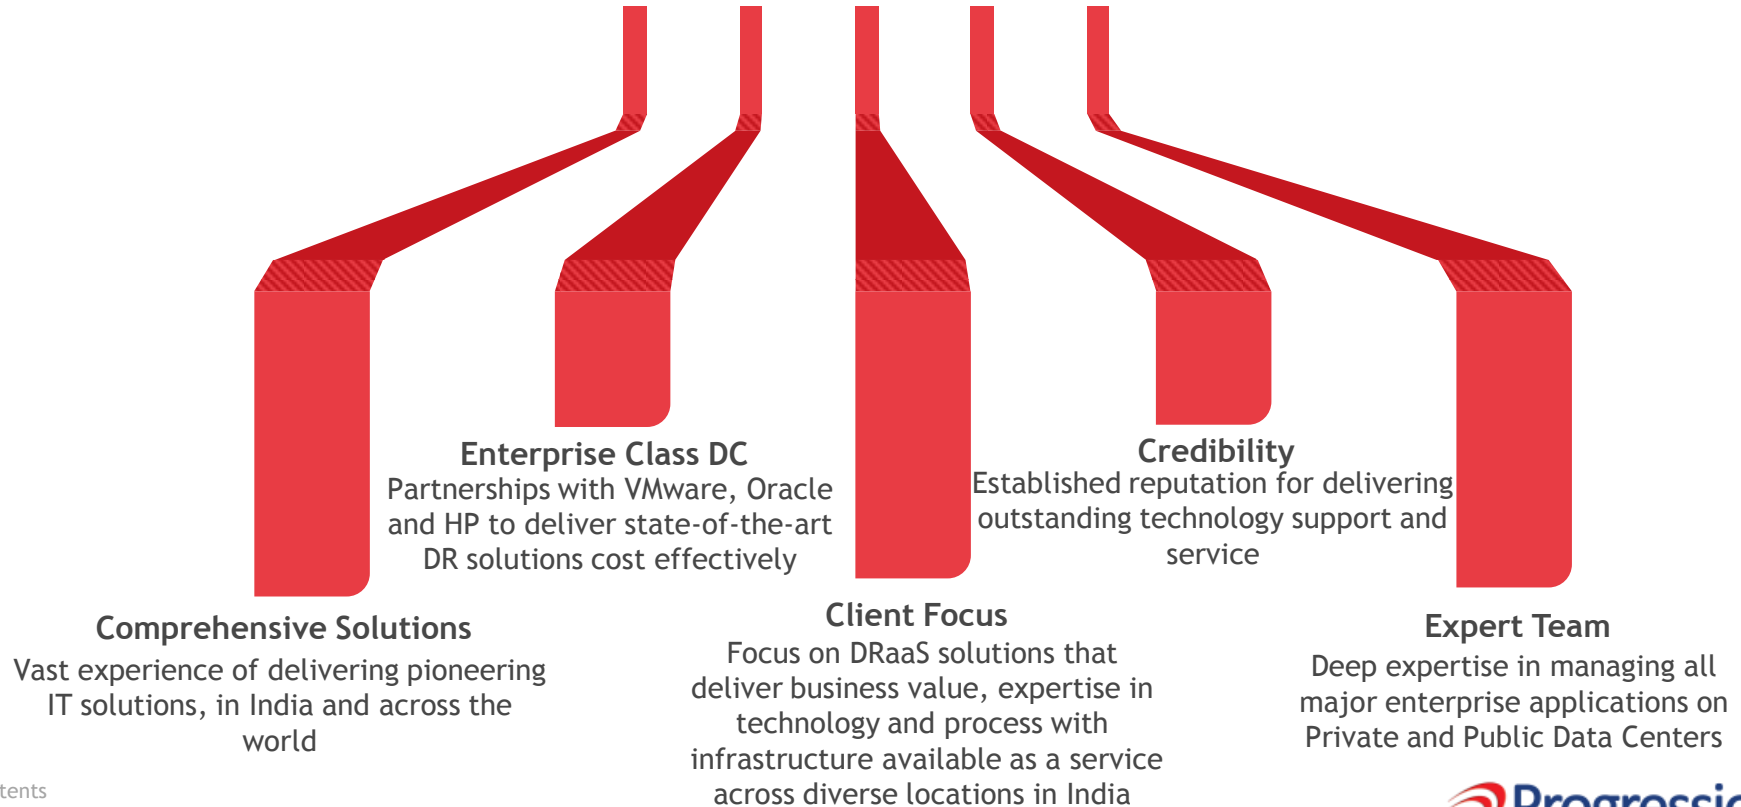 Enterprise Class DC
Partnerships with VMware, Oracle
and HP to deliver state-of-the-art
DR solutions cost effectively
Credibility
Established reputation for delivering
outstanding technology support and
service
Comprehensive Solutions
Vast experience of delivering pioneering
IT solutions, in India and across the
world
Client Focus
Focus on DRaaS solutions that
deliver business value, expertise in
technology and process with
infrastructure available as a service
across diverse locations in India
Expert Team
Deep expertise in managing all
major enterprise applications on
Private and Public Data Centers